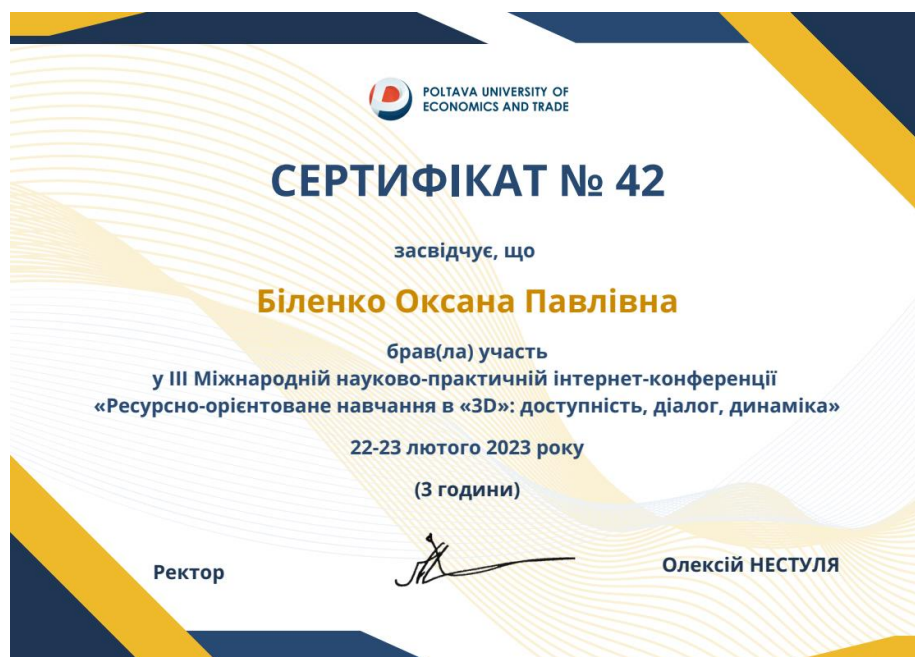 POLTAVA UNIVERSITY OF
ECONOMICS AND TRADE
СЕРТИФІКАТ № 42
засвідчує, що
Біленко Оксана Павлівна
брав(ла) участь
у ІІІ Міжнародній науково-практичній інтернет-конференції
«Ресурсно-орієнтоване навчання в «3D»: доступність, діалог, динаміка»
22-23 лютого 2023 року
(3 години)
Ректор
Олексій НЕСТУЛЯ